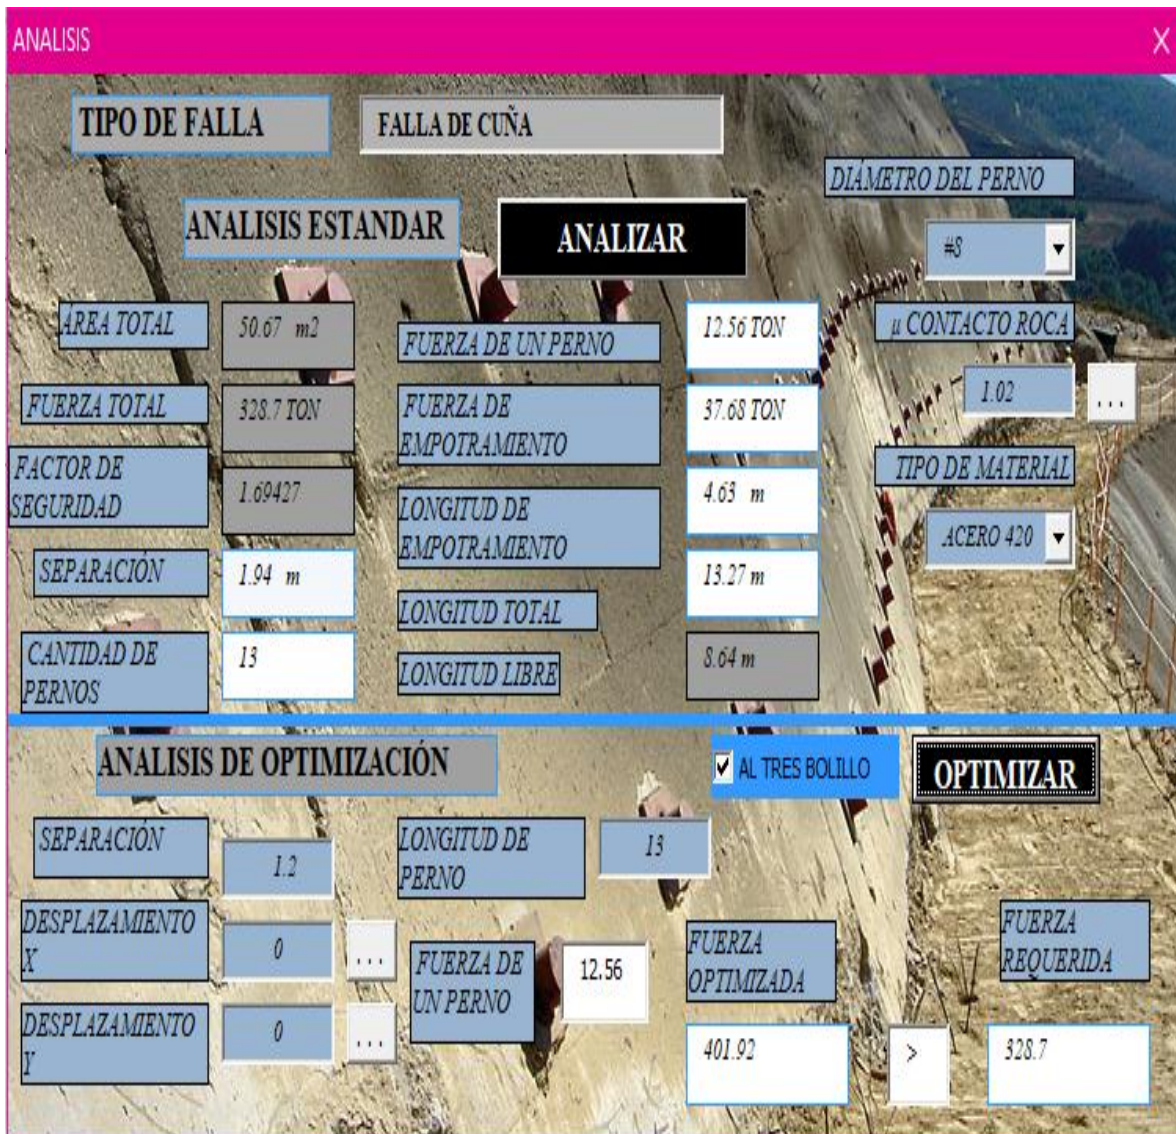 ANALISIS X
TIPO DE FALLA
FALLA DE CUÑA
DIÁMETRO DEL PERNO
ANALISIS ESTANDAR
ANALIZAR
#8
ÁREA TOTAL
50.67 m2
FUERZA DE UN PERNO
12.56 TON
µ CONTACTO ROCA
FUERZA TOTAL
328.7 TON
FUERZA DE
EMPOTRAMIENTO
37.68 TON
1.02
...
FACTOR DE
SEGURIDAD
1.69427
LONGITUD DE
EMPOTRAMIENTO
4.63 m
TIPO DE MATERIAL
ACERO 420
SEPARACIÓN
1.94 m
LONGITUD TOTAL
13.27 m
CANTIDAD DE
PERNOS
13
LONGITUD LIBRE
8.64 m
ANALISIS DE OPTIMIZACIÓN
AL TRES BOLILLO
OPTIMIZAR
SEPARACIÓN
1.2
LONGITUD DE
PERNO
13
DESPLAZAMIENTO
X
0
...
FUERZA DE
UN PERNO
12.56
FUERZA
OPTIMIZADA
FUERZA
REQUERIDA
DESPLAZAMIENTO
Y
0
...
401.92
>
328.7